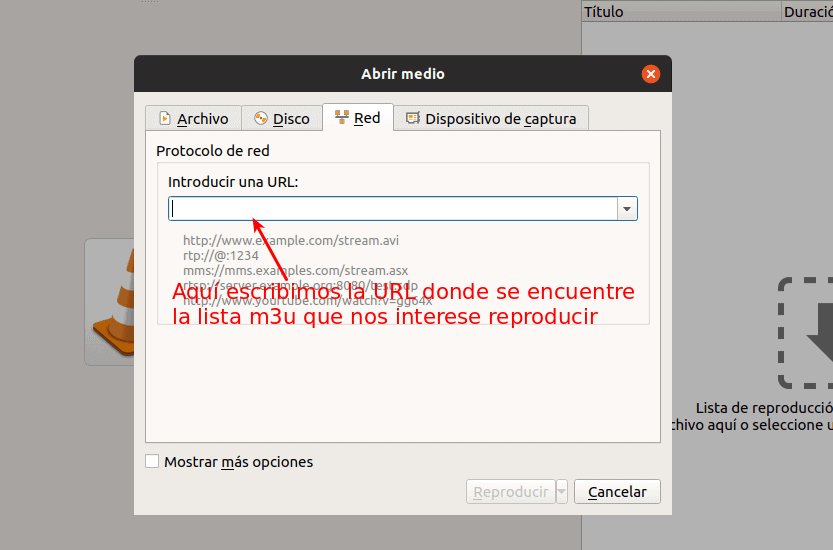 Título Duració
Abrir medio
Archivo Disco Red Dispositivo de captura
Protocolo de red
Introducir una URL:
http://www.example.com/stream.avi
rtp://@:1234
mms://mms.examples.com/stream.asx
rtsp://server.example.org:8080/test.sdp
http://www.yourtube.com/watch?v=gg64x
Aquí escribimos la URL donde se encuentre
la lista m3u que nos interese reproducir
Lista de reproducció
chivo aquí o seleccione u
Mostrar más opciones
Reproducir Cancelar